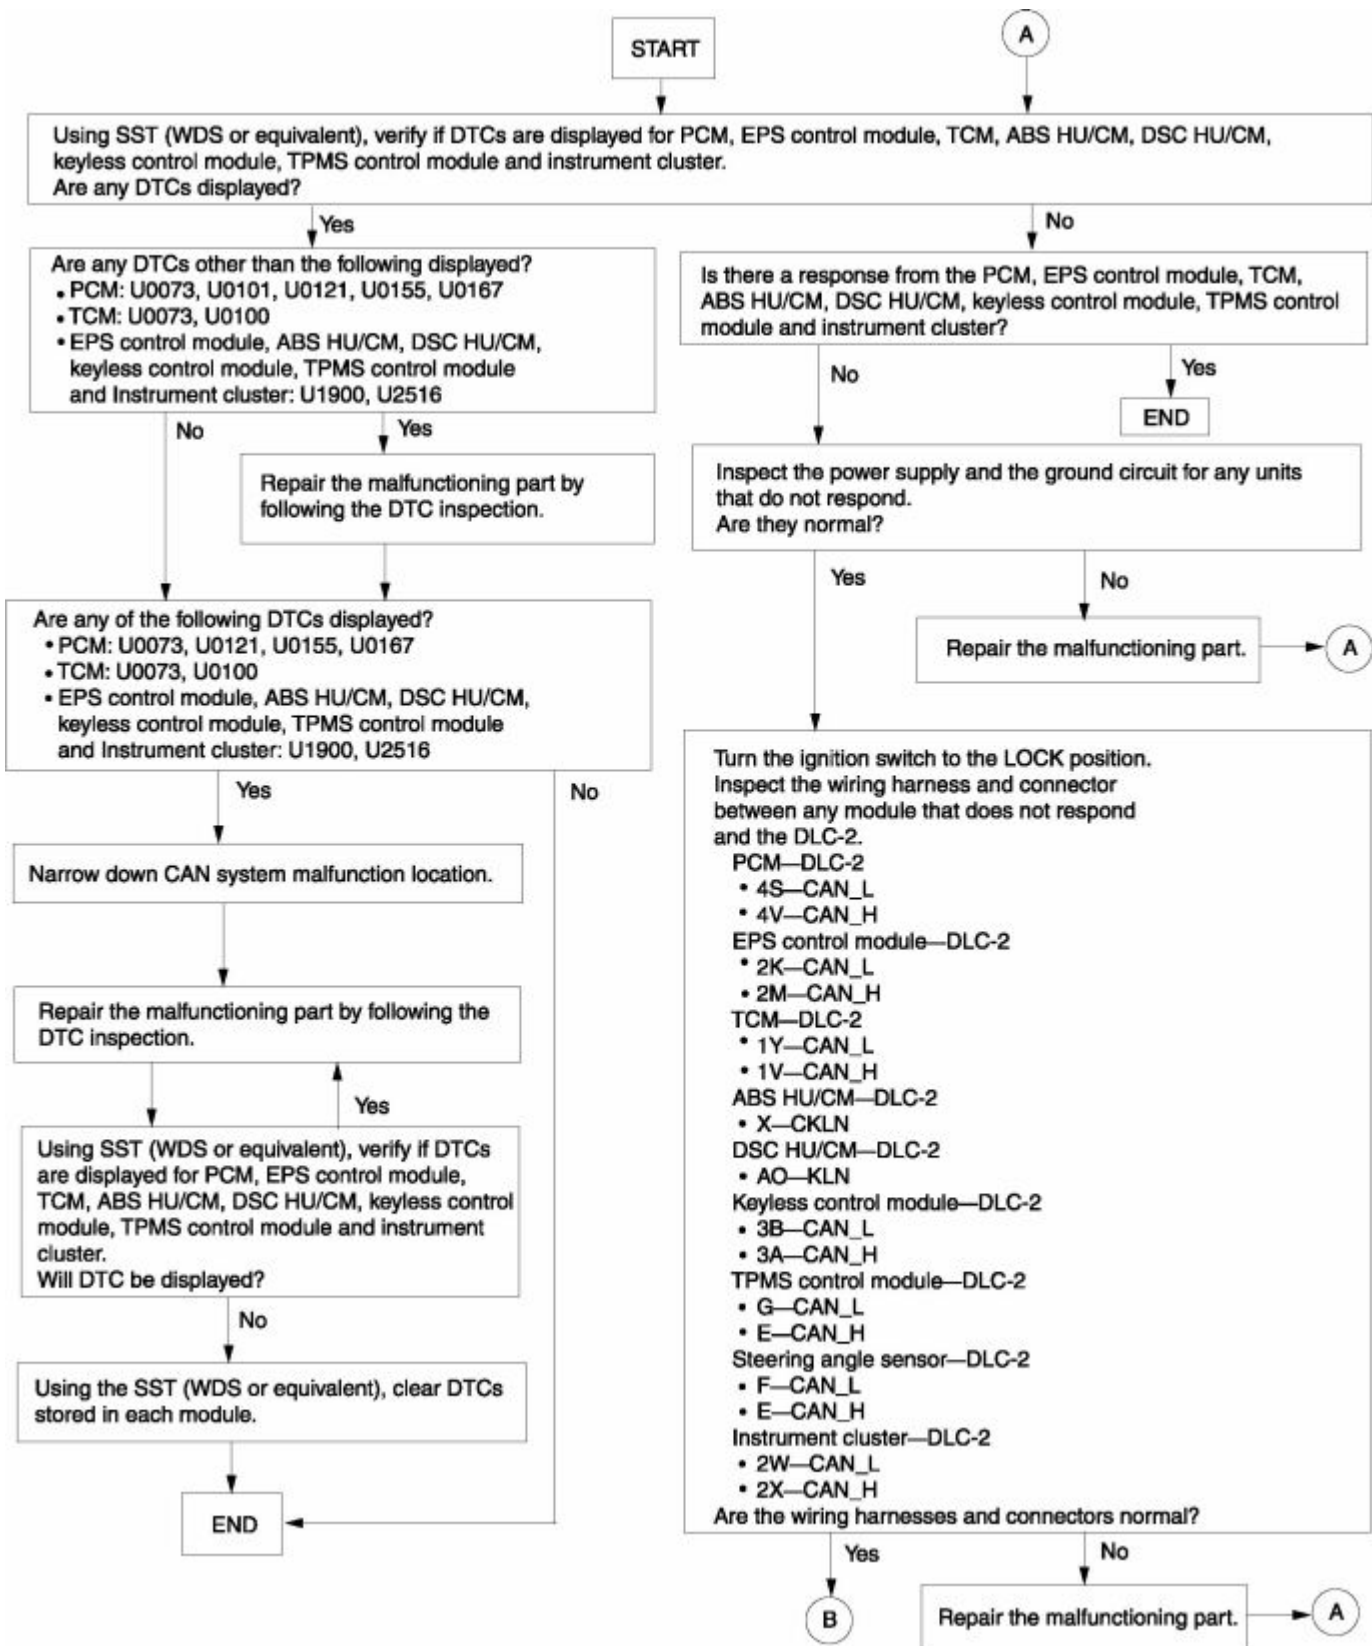 START
A
Using SST (WDS or equivalent), verify if DTCs are displayed for PCM, EPS control module, TCM, ABS HU/CM, DSC HU/CM,
keyless control module, TPMS control module and instrument cluster.
Are any DTCs displayed?
Yes
No
Are any DTCs other than the following displayed?
• PCM: U0073, U0101, U0121, U0155, U0167
• TCM: U0073, U0100
• EPS control module, ABS HU/CM, DSC HU/CM,
keyless control module, TPMS control module
and Instrument cluster: U1900, U2516
No
Yes
Repair the malfunctioning part by
following the DTC inspection.
Are any of the following DTCs displayed?
• PCM: U0073, U0121, U0155, U0167
• TCM: U0073, U0100
• EPS control module, ABS HU/CM, DSC HU/CM,
keyless control module, TPMS control module
and Instrument cluster: U1900, U2516
Yes
No
Narrow down CAN system malfunction location.
Repair the malfunctioning part by following the
DTC inspection.
Yes
Using SST (WDS or equivalent), verify if DTCs
are displayed for PCM, EPS control module,
TCM, ABS HU/CM, DSC HU/CM, keyless control
module, TPMS control module and instrument
cluster.
Will DTC be displayed?
No
Using the SST (WDS or equivalent), clear DTCs
stored in each module.
END
Is there a response from the PCM, EPS control module, TCM,
ABS HU/CM, DSC HU/CM, keyless control module, TPMS control
module and instrument cluster?
No
Yes
END
Inspect the power supply and the ground circuit for any units
that do not respond.
Are they normal?
Yes
No
Repair the malfunctioning part.
A
Turn the ignition switch to the LOCK position.
Inspect the wiring harness and connector
between any module that does not respond
and the DLC-2.
PCM—DLC-2
• 4S—CAN_L
• 4V—CAN_H
EPS control module—DLC-2
• 2K—CAN_L
• 2M—CAN_H
TCM—DLC-2
• 1Y—CAN_L
• 1V—CAN_H
ABS HU/CM—DLC-2
• X—CKLN
DSC HU/CM—DLC-2
• AO—KLN
Keyless control module—DLC-2
• 3B—CAN_L
• 3A—CAN_H
TPMS control module—DLC-2
• G—CAN_L
• E—CAN_H
Steering angle sensor—DLC-2
• F—CAN_L
• E—CAN_H
Instrument cluster—DLC-2
• 2W—CAN_L
• 2X—CAN_H
Are the wiring harnesses and connectors normal?
Yes
No
B
Repair the malfunctioning part.
A